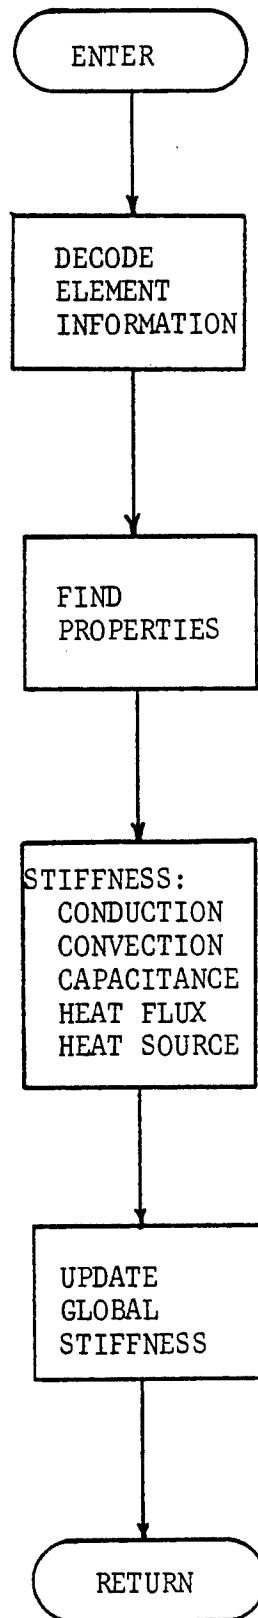 ENTER
DECODE
ELEMENT
INFORMATION
FIND
PROPERTIES
STIFFNESS:
CONDUCTION
CONVECTION
CAPACITANCE
HEAT FLUX
HEAT SOURCE
UPDATE
GLOBAL
STIFFNESS
RETURN